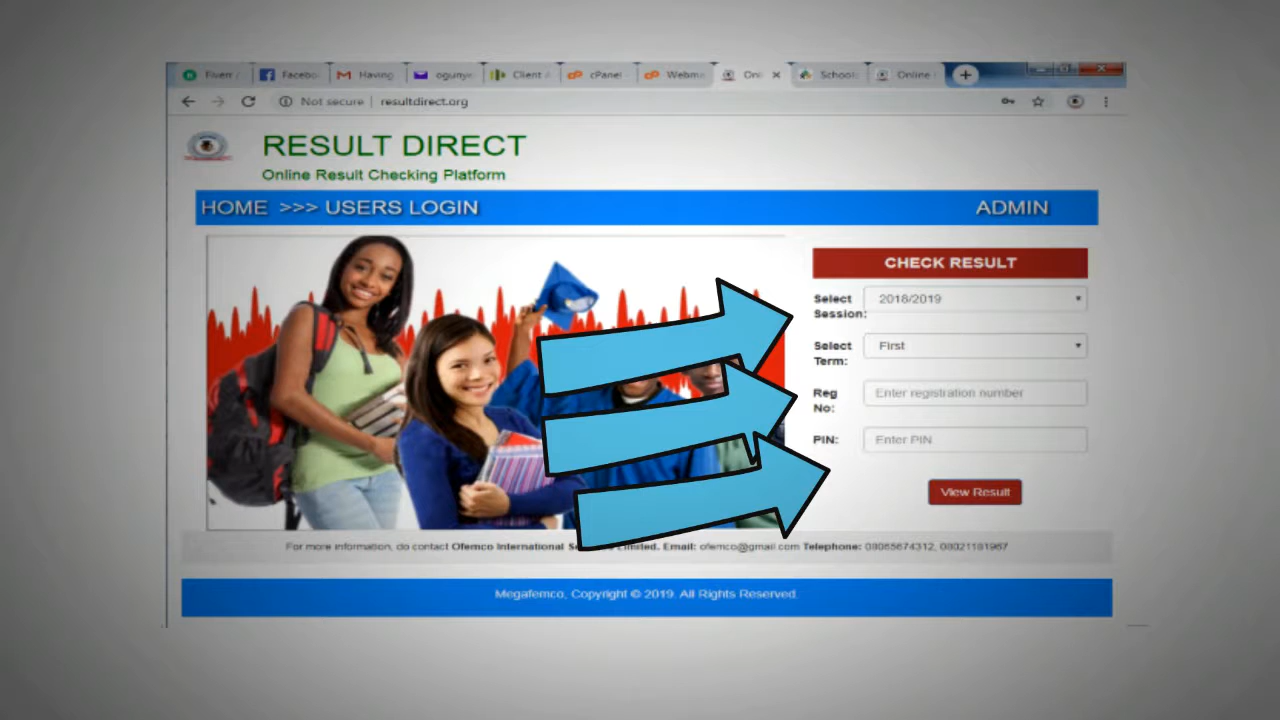 Fiverr /
Faceboo
Having
ogunye
Client A
cPanel -
Webma
Onl
School
Online
Not secure | resultdirect.org
RESULT DIRECT
Online Result Checking Platform
HOME >>> USERS LOGIN
ADMIN
CHECK RESULT
Select Session:
2018/2019
Select Term:
First
Reg No:
Enter registration number
PIN:
Enter PIN
View Result
For more information, do contact Ofemco International Limited. Email: ofemco@gmail.com Telephone: 08065674312, 08021181967
Megafemco, Copyright © 2019. All Rights Reserved.